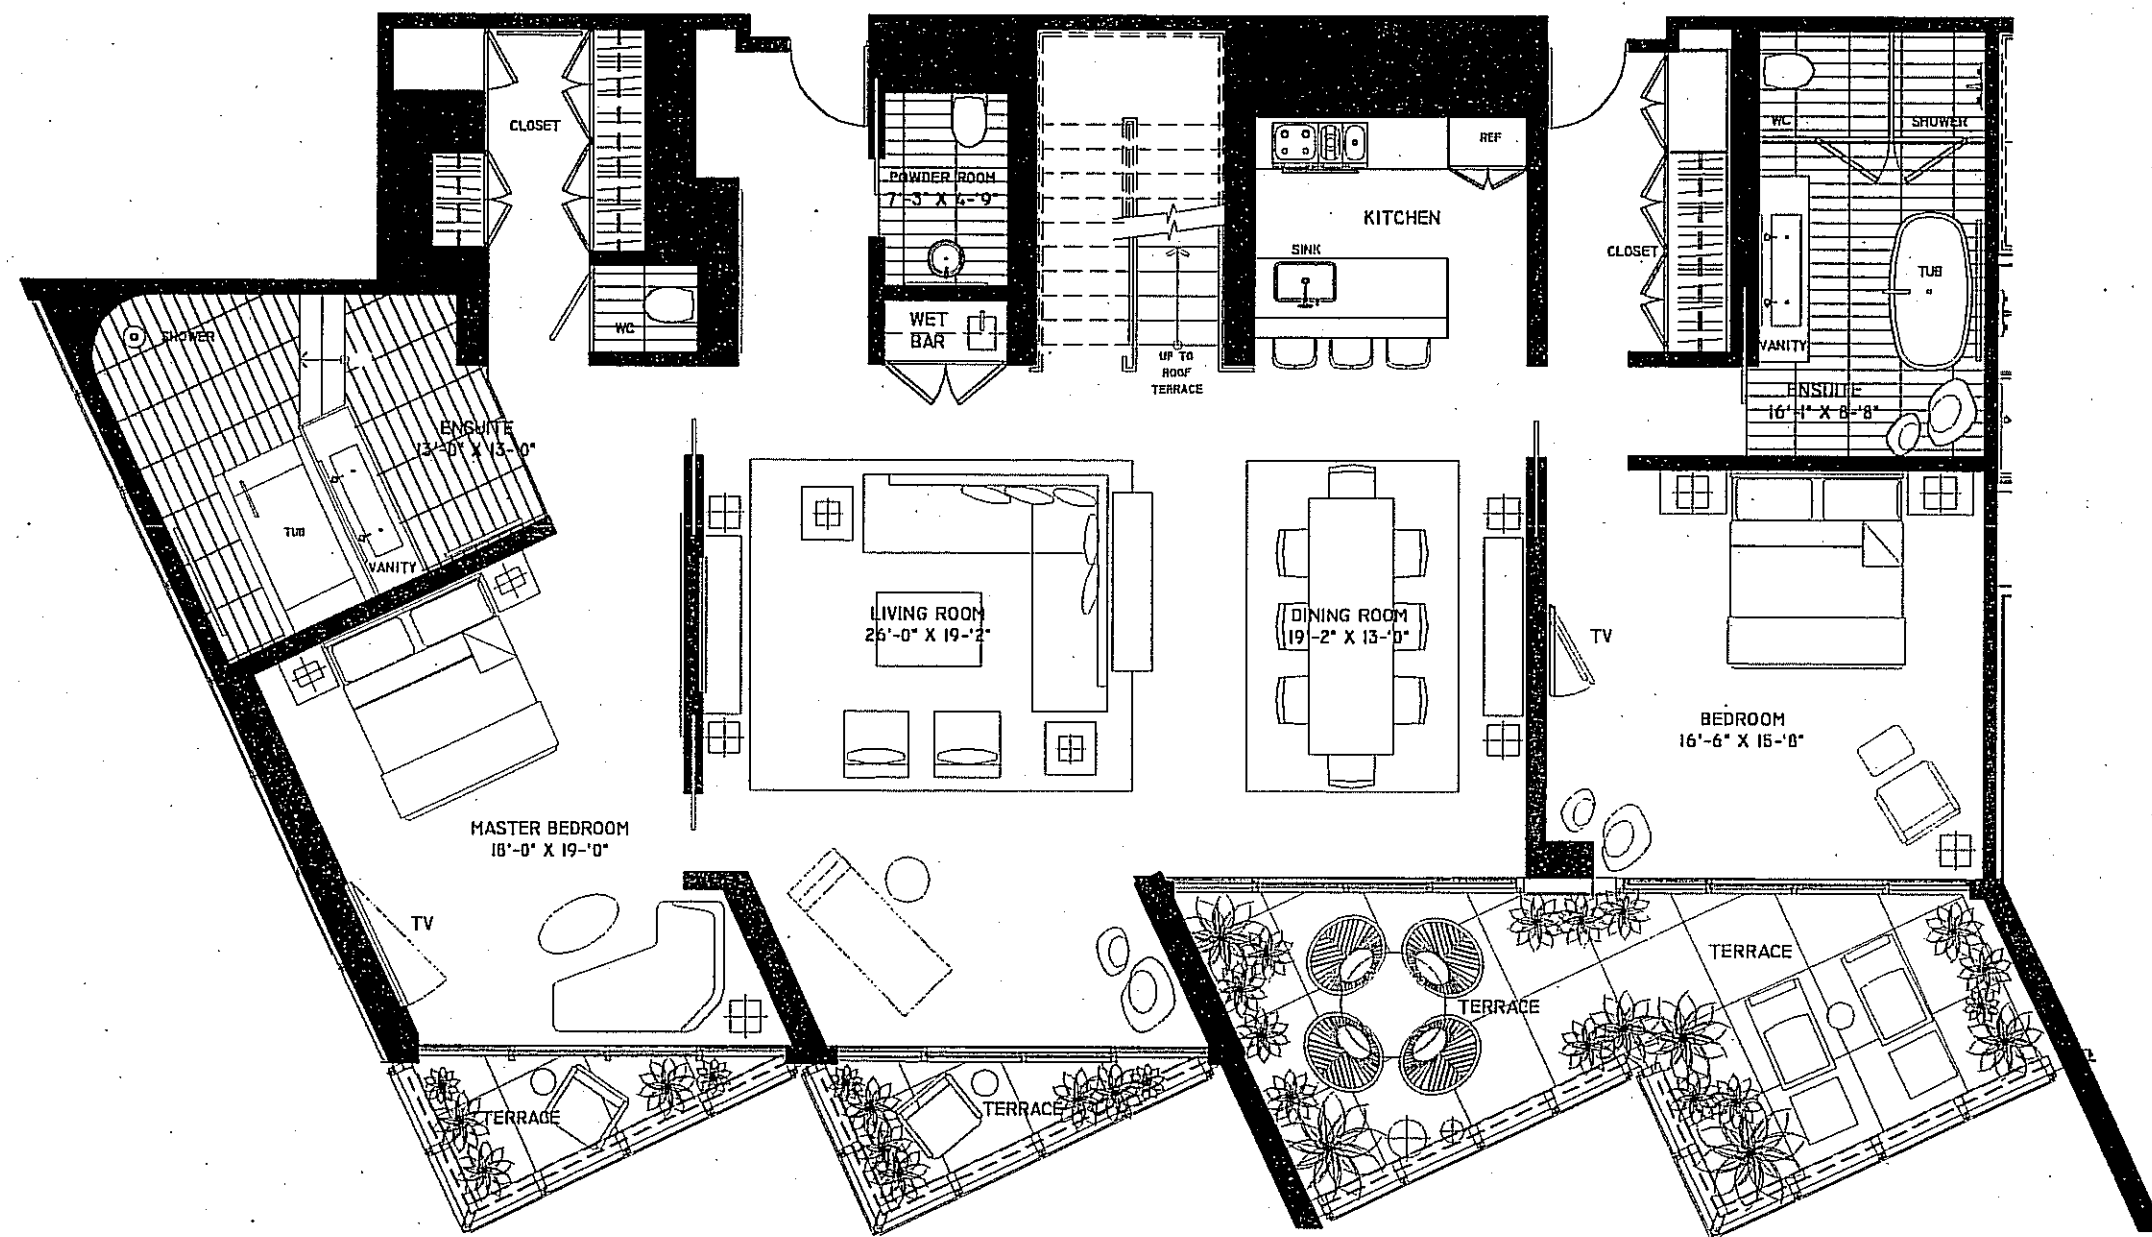 CLOSET
POWDER ROOM
7'-3" X 4-'9"
WET
BAR
WC
SHOWER
ENSUITE
13'-0" X 13-'0"
TUB
VANITY
UP TO
ROOF
TERRACE
REF
KITCHEN
SINK
CLOSET
WC
SHOWER
TUB
VANITY
ENSUITE
16'-1" X 8-'8"
LIVING ROOM
26'-0" X 19-'2"
DINING ROOM
19'-2" X 13-'0"
TV
BEDROOM
16'-6" X 15-'8"
MASTER BEDROOM
18'-0" X 19-'0"
TV
TERRACE
TERRACE
TERRACE
TERRACE